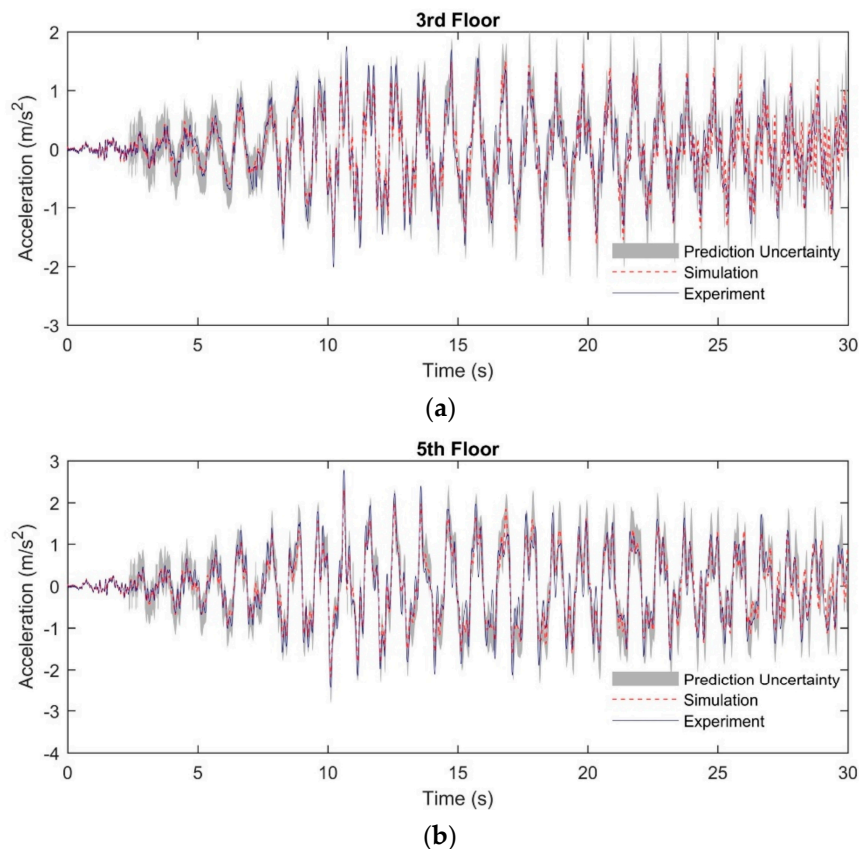 3rd Floor
2
1
0
-1
-2
-3
Acceleration (m/s²)
Prediction Uncertainty
Simulation
Experiment
0 5 10 15 20 25 30
Time (s)
(a)
5th Floor
3
2
1
0
-1
-2
-3
-4
Acceleration (m/s²)
Prediction Uncertainty
Simulation
Experiment
0 5 10 15 20 25 30
Time (s)
(b)